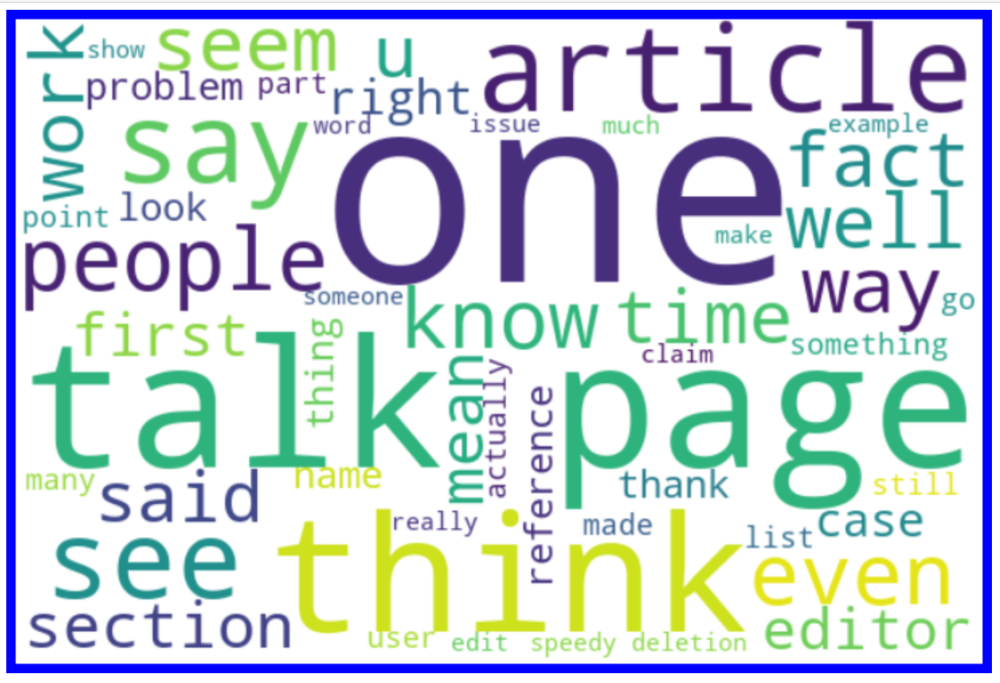 work
show
seem
u
article
problem
part
right
say
word
issue
much
example
one
fact
point
look
well
make
people
way
someone
know
time
go
first
something
thing
claim
talk page
mean
actually
reference
many
said
name
thank
still
see
really
made
case
think
list
even
section
user
edit
speedy deletion
editor